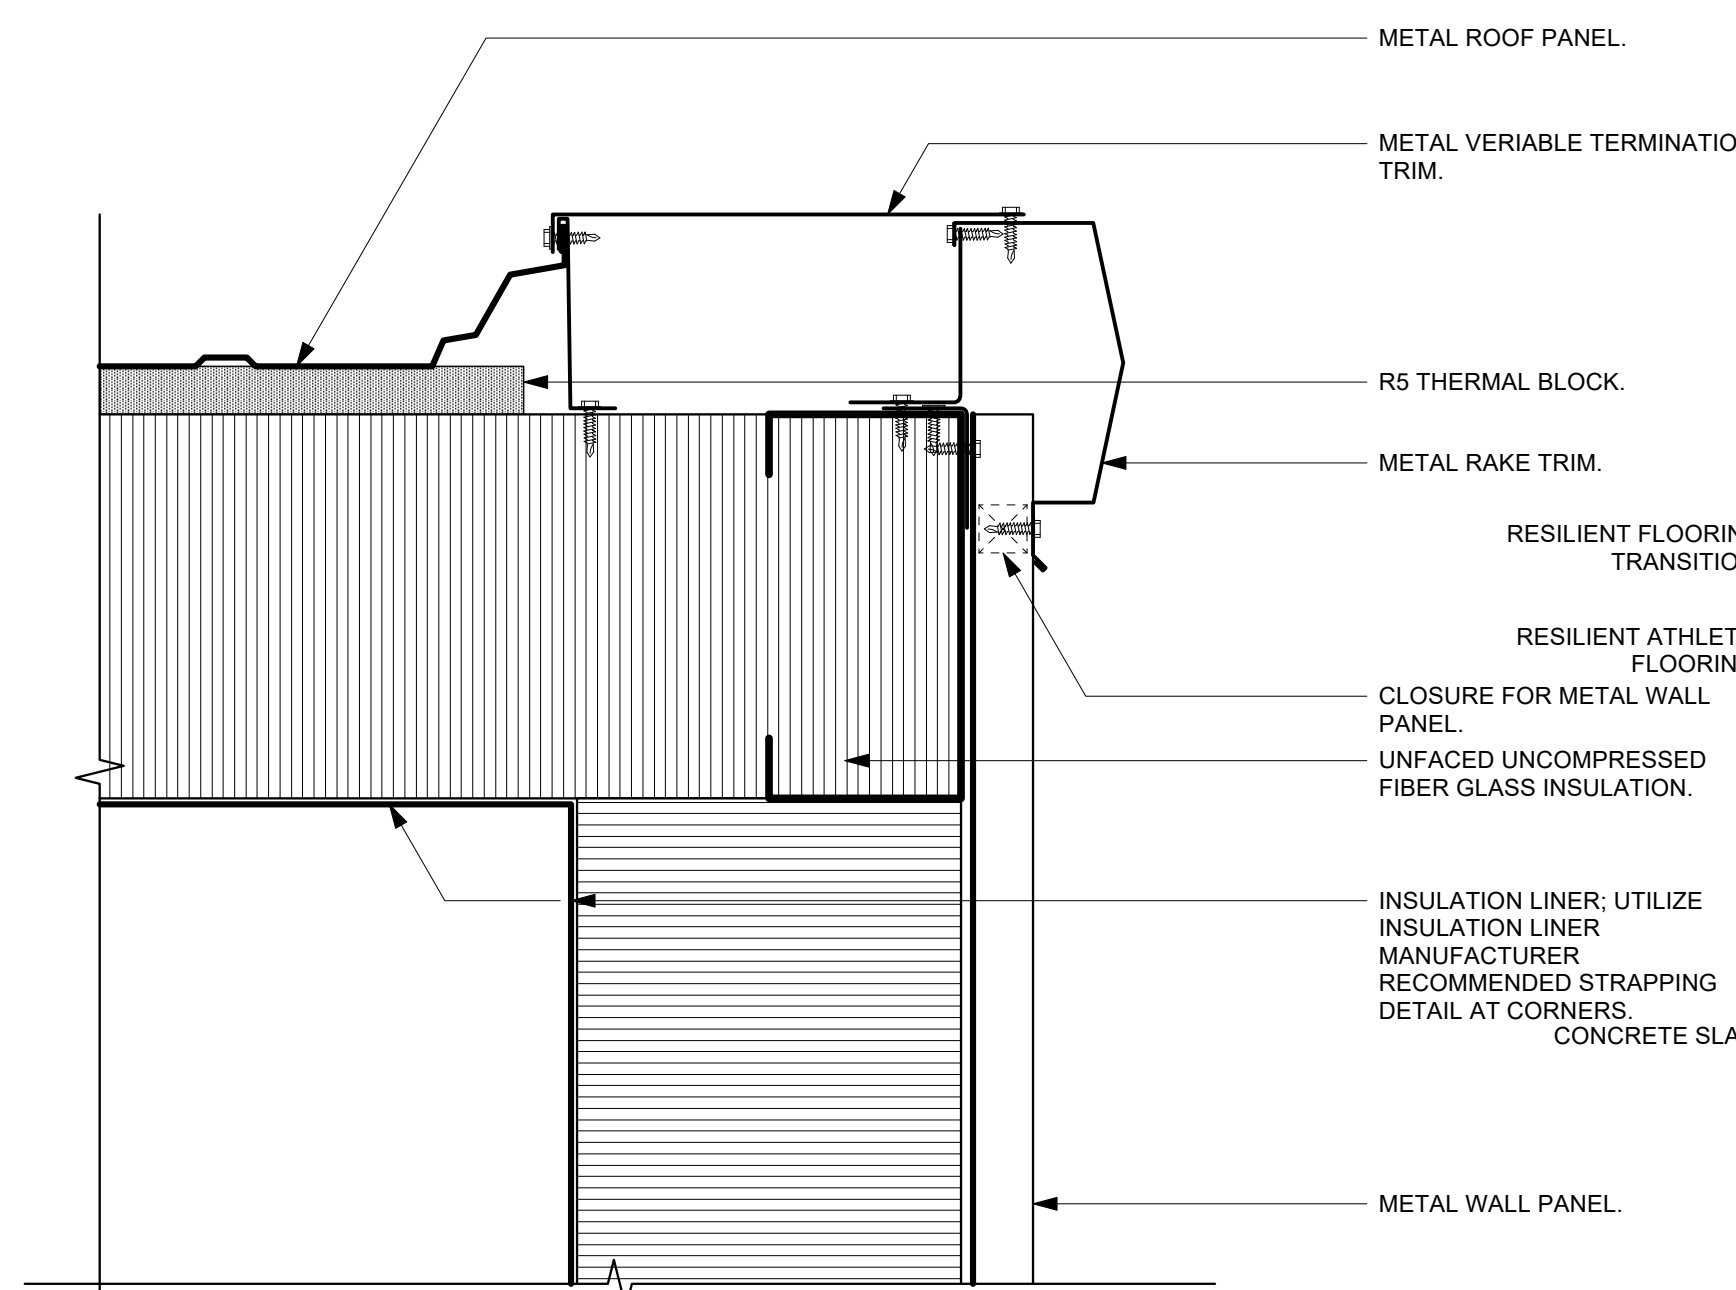 METAL ROOF PANEL.
METAL VERIABLE TERMINATIO
TRIM.
R5 THERMAL BLOCK.
METAL RAKE TRIM.
RESILIENT FLOORIN
TRANSITIO
RESILIENT ATHLET
FLOORIN
CLOSURE FOR METAL WALL
PANEL.
UNFACED UNCOMPRESSED
FIBER GLASS INSULATION.
INSULATION LINER; UTILIZE
INSULATION LINER
MANUFACTURER
RECOMMENDED STRAPPING
DETAIL AT CORNERS.
CONCRETE SLA
METAL WALL PANEL.